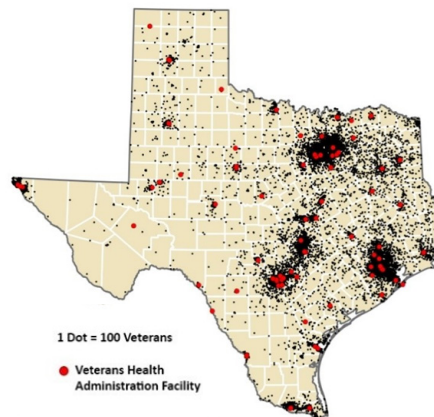 1 Dot = 100 Veterans
Veterans Health
Administration Facility